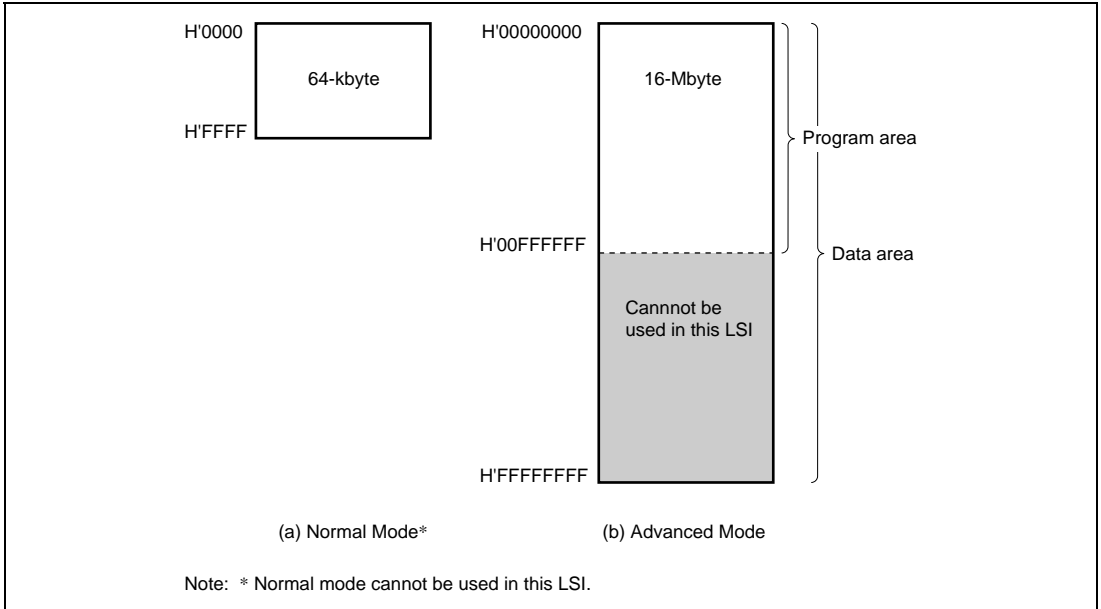 H'0000
64-kbyte
H'FFFF
H'00000000
16-Mbyte
Program area
H'00FFFFFF
Data area
Cannnot be
used in this LSI
H'FFFFFFFF
(a) Normal Mode*
(b) Advanced Mode
Note: * Normal mode cannot be used in this LSI.